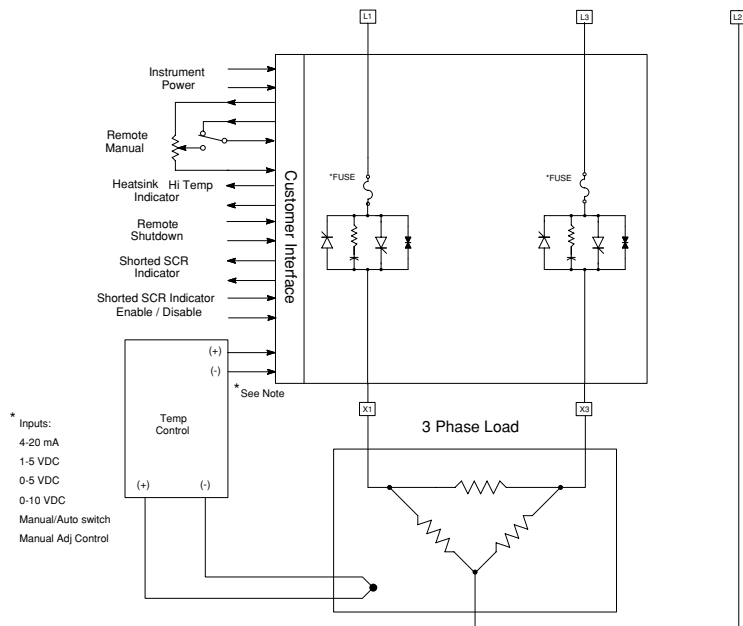 L1
L3
L2
Instrument
Power
Remote
Manual
Heatsink Hi Temp
Indicator
Remote
Shutdown
Shorted SCR
Indicator
Shorted SCR Indicator
Enable / Disable
Customer Interface
*FUSE
*FUSE
(+)
(-)
* See Note
Temp
Control
(+)
(-)
* Inputs:
4-20 mA
1-5 VDC
0-5 VDC
0-10 VDC
Manual/Auto switch
Manual Adj Control
X1
X3
3 Phase Load